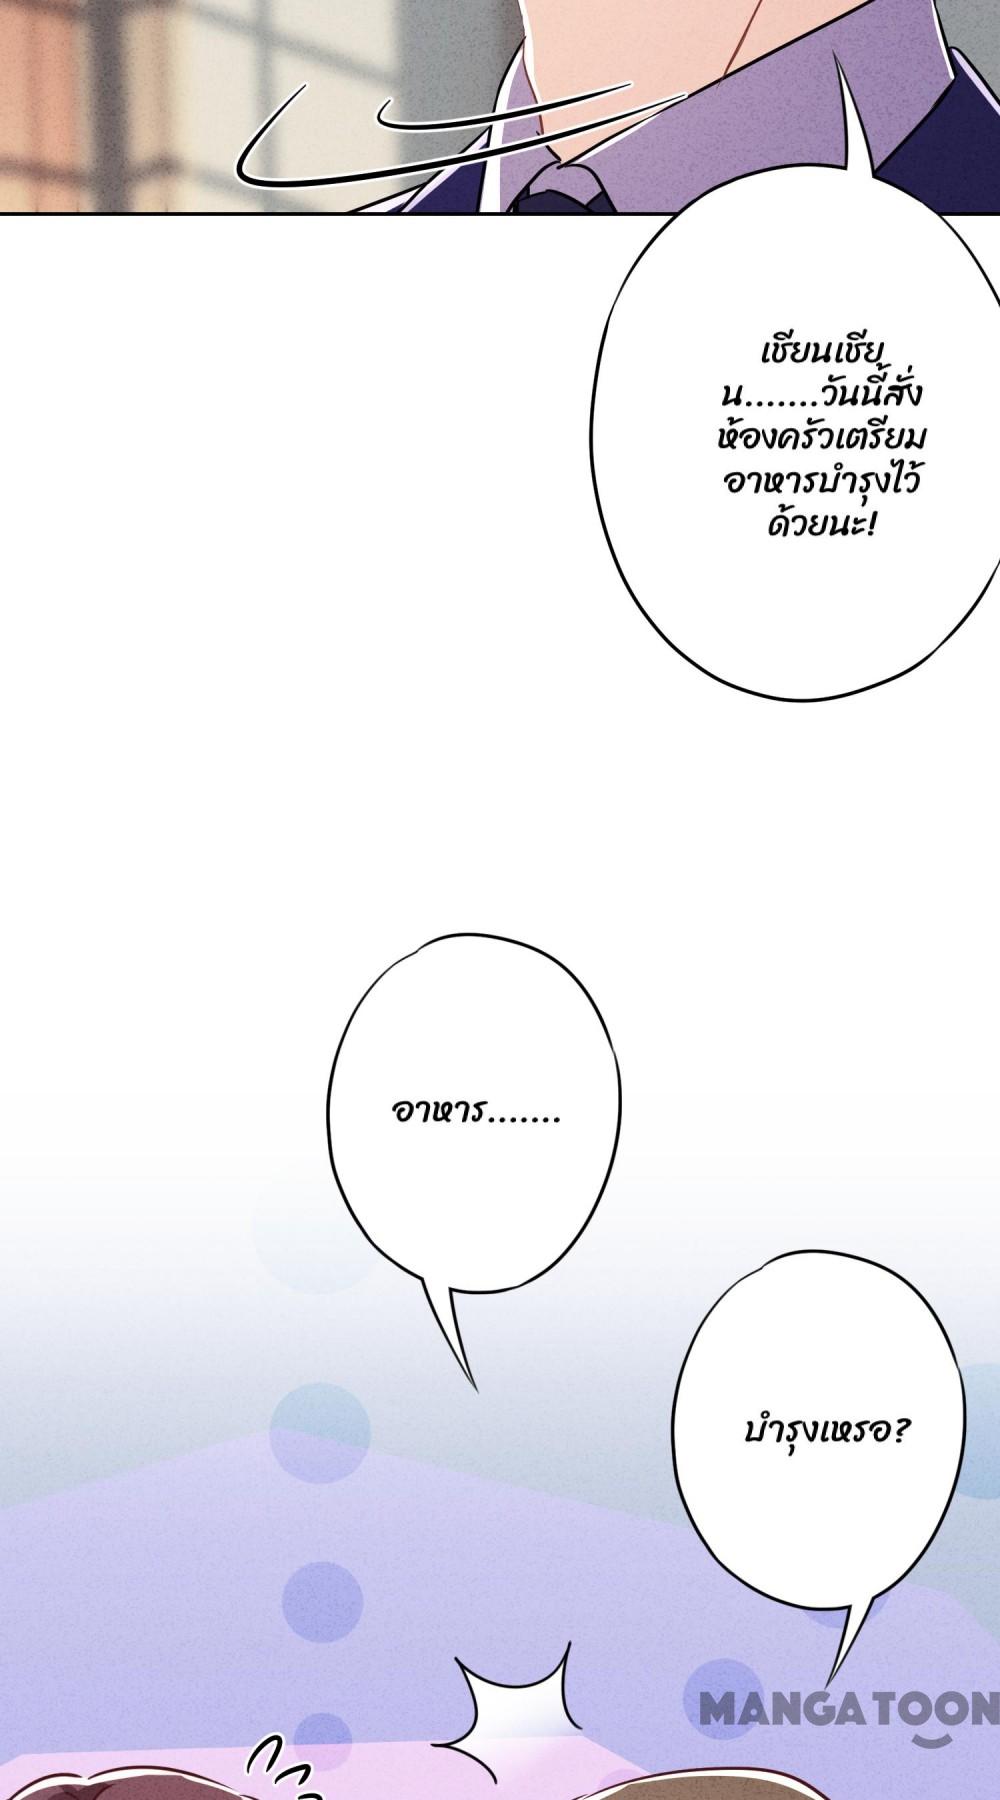 เชียนเชีย
น.......วันนี้สั่ง
ห้องครัวเตรียม
อาหารบำรุงไว้
ด้วยนะ!
อาหาร.......
บำรุงเหรอ?
MANGATOON